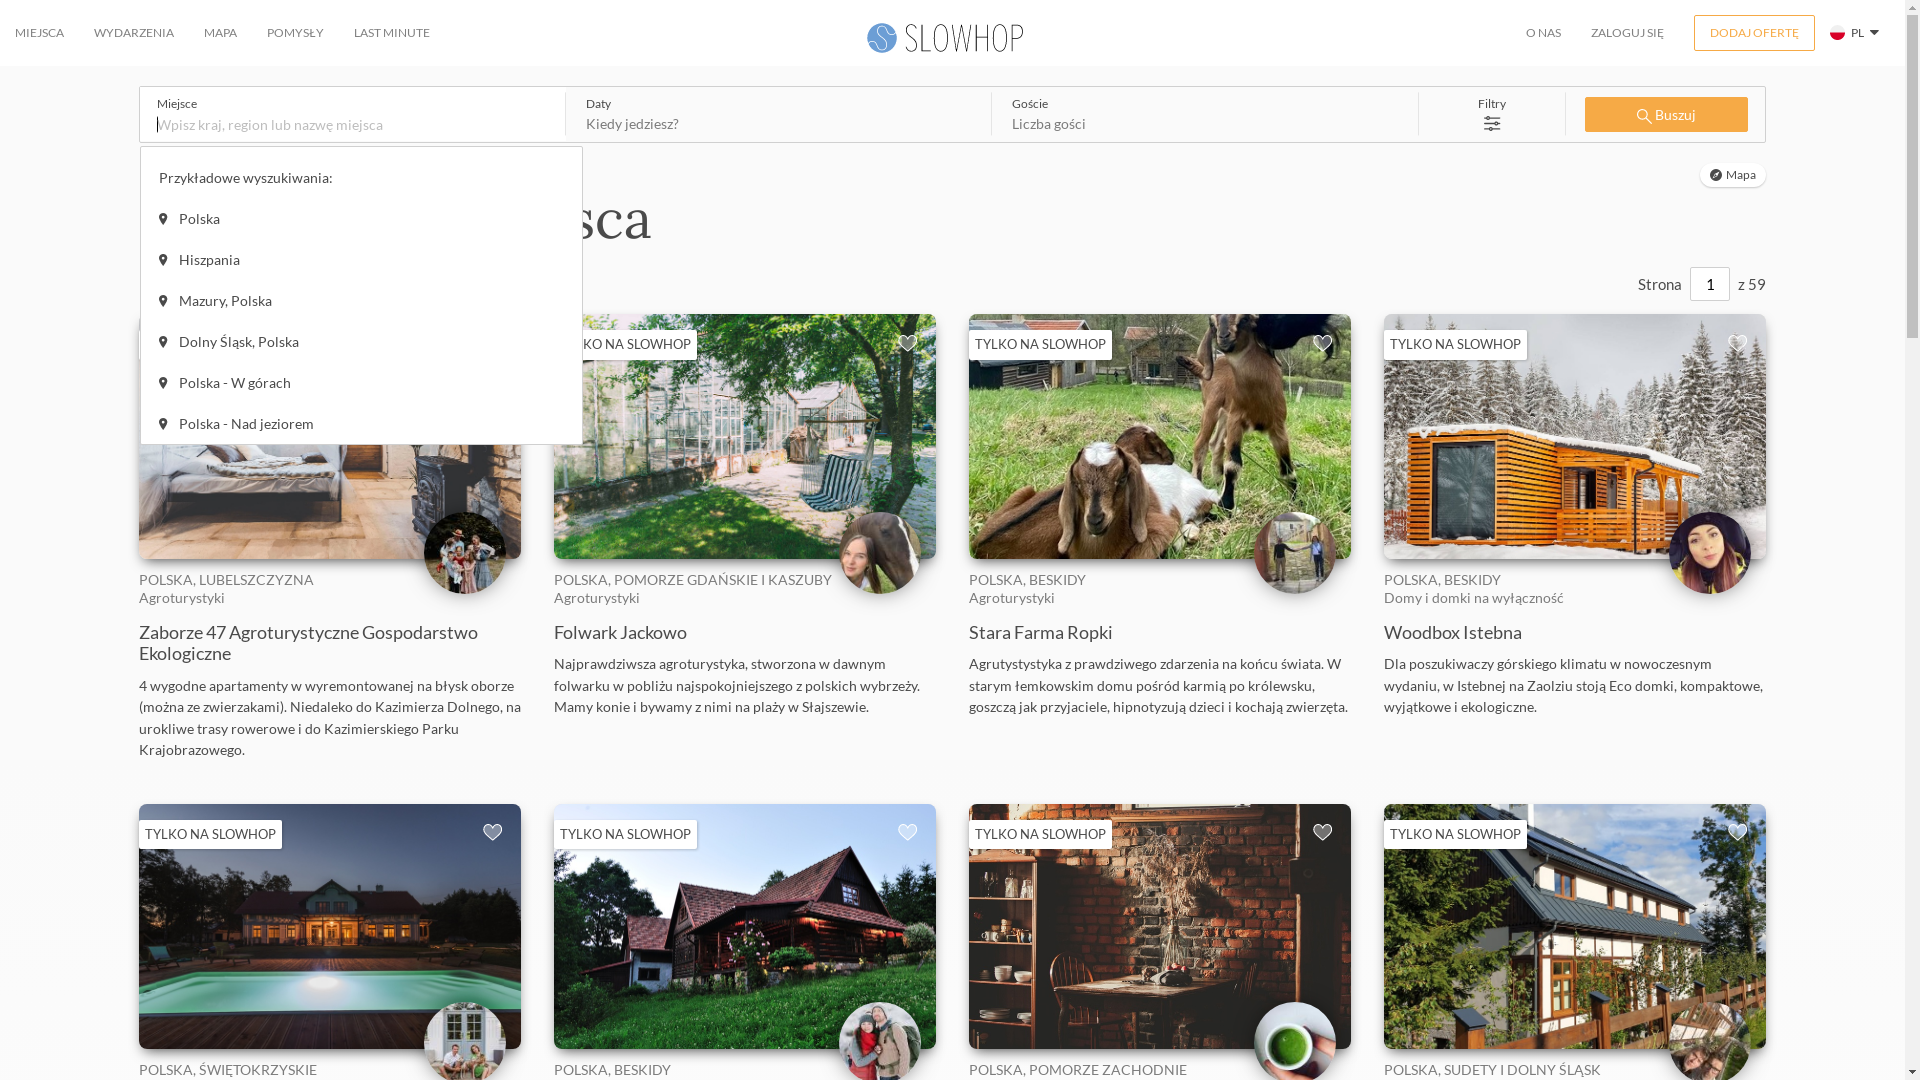 MIEJSCA
WYDARZENIA
MAPA
POMYSŁY
LAST MINUTE
SLOWHOP
O NAS
ZALOGUJ SIĘ
DODAJ OFERTĘ
PL
Miejsce
Wpisz kraj, region lub nazwę miejsca
Daty
Kiedy jedziesz?
Goście
Liczba gości
Filtry
Buszuj
Przykładowe wyszukiwania:
Polska
Hiszpania
Mazury, Polska
Dolny Śląsk, Polska
Polska - W górach
Polska - Nad jeziorem
Mapa
sca
Strona 1 z 59
KO NA SLOWHOP
TYLKO NA SLOWHOP
TYLKO NA SLOWHOP
POLSKA, LUBELSZCZYZNA
Agroturystyki
Zaborze 47 Agroturystyczne Gospodarstwo
Ekologiczne
4 wygodne apartamenty w wyremontowanej na błysk oborze
(można ze zwierzakami). Niedaleko do Kazimierza Dolnego, na
urokliwe trasy rowerowe i do Kazimierskiego Parku
Krajobrazowego.
POLSKA, POMORZE GDAŃSKIE I KASZUBY
Agroturystyki
Folwark Jackowo
Najprawdziwsza agroturystyka, stworzona w dawnym
folwarku w pobliżu najspokojniejszego z polskich wybrzeży.
Mamy konie i bywamy z nimi na plaży w Słajszewie.
POLSKA, BESKIDY
Agroturystyki
Stara Farma Ropki
Agrutystystyka z prawdziwego zdarzenia na końcu świata. W
starym łemkowskim domu pośród karmią po królewsku,
goszczą jak przyjaciele, hipnotyzują dzieci i kochają zwierzęta.
POLSKA, BESKIDY
Domy i domki na wyłączność
Woodbox Istebna
Dla poszukiwaczy górskiego klimatu w nowoczesnym
wydaniu, w Istebnej na Zaolziu stoją Eco domki, kompaktowe,
wyjątkowe i ekologiczne.
TYLKO NA SLOWHOP
TYLKO NA SLOWHOP
TYLKO NA SLOWHOP
TYLKO NA SLOWHOP
POLSKA, ŚWIĘTOKRZYSKIE
POLSKA, BESKIDY
POLSKA, POMORZE ZACHODNIE
POLSKA, SUDETY I DOLNY ŚLĄSK